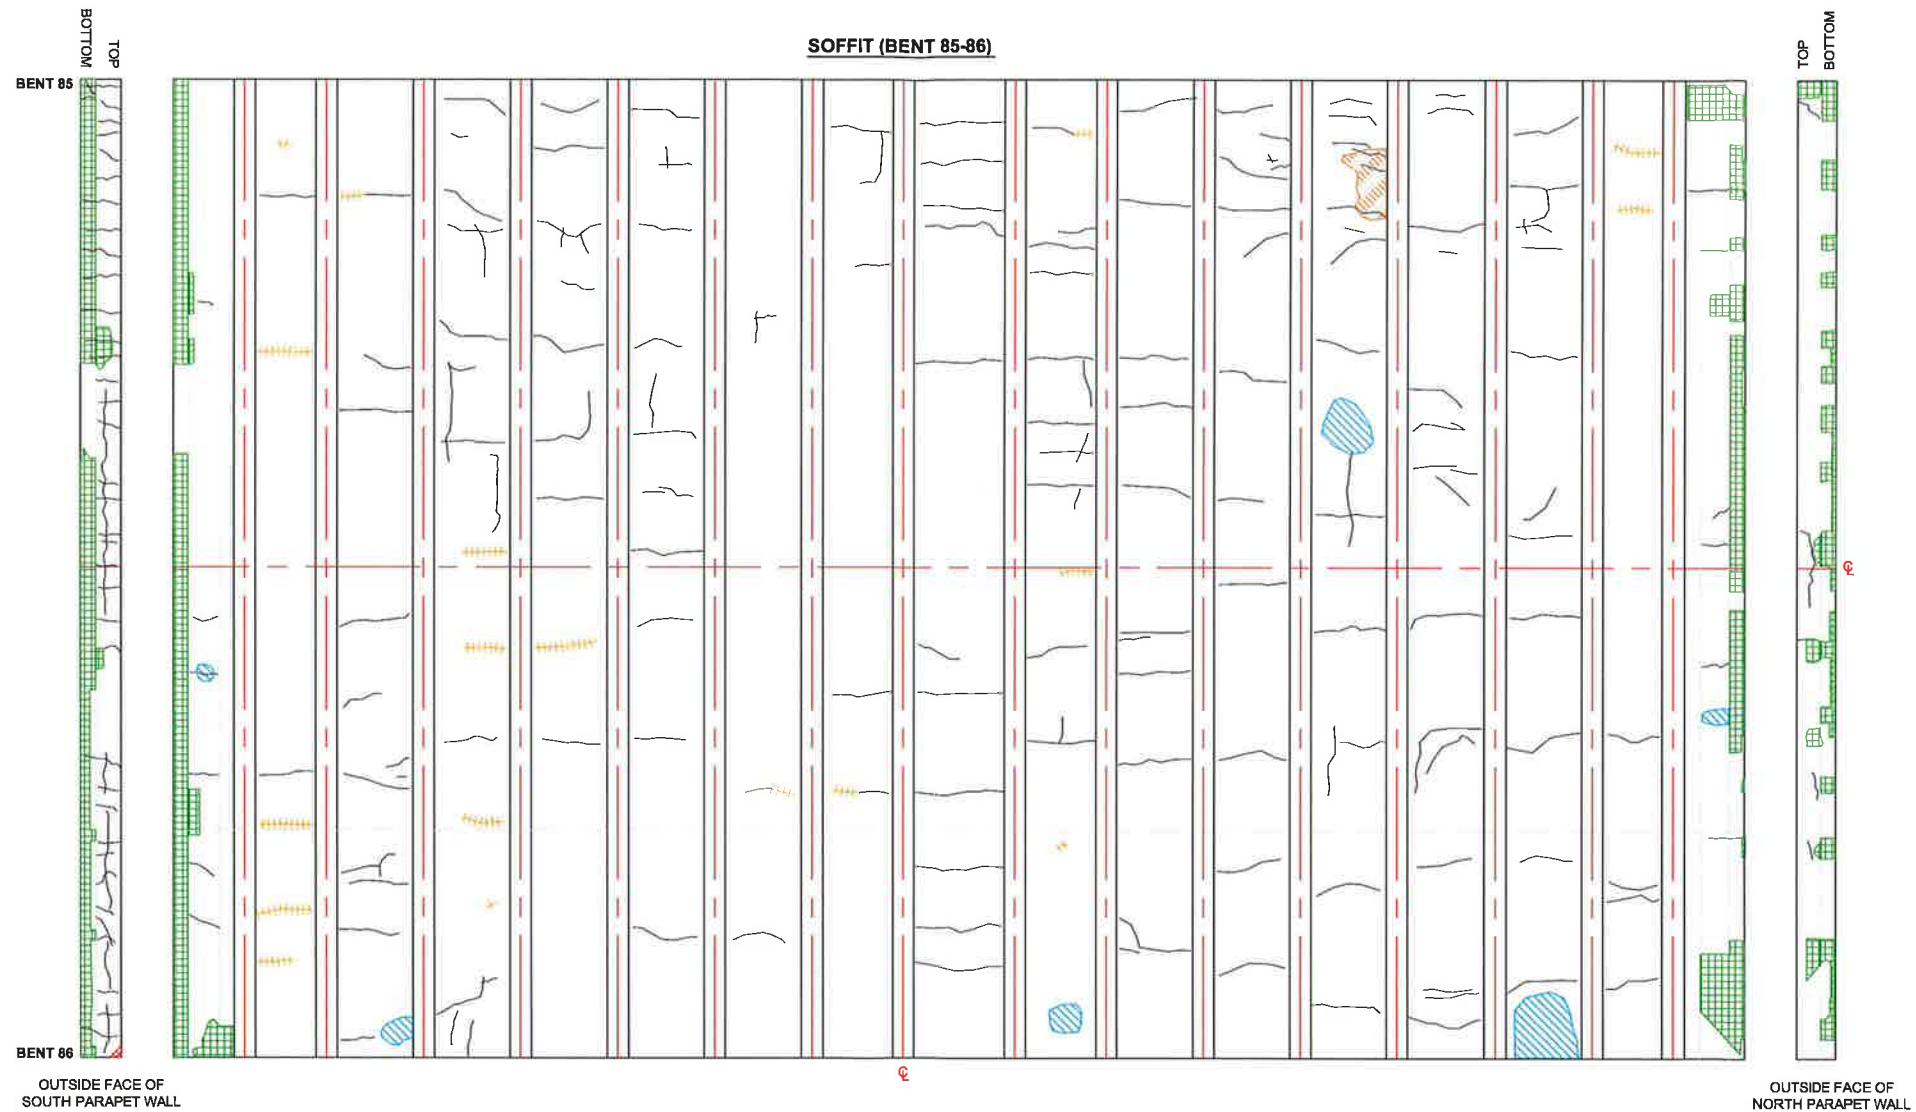 SOFFIT (BENT 85-86)
BOTTOM
TOP
TOP
BOTTOM
BENT 85
℄
BENT 86
℄
OUTSIDE FACE OF
SOUTH PARAPET WALL
OUTSIDE FACE OF
NORTH PARAPET WALL